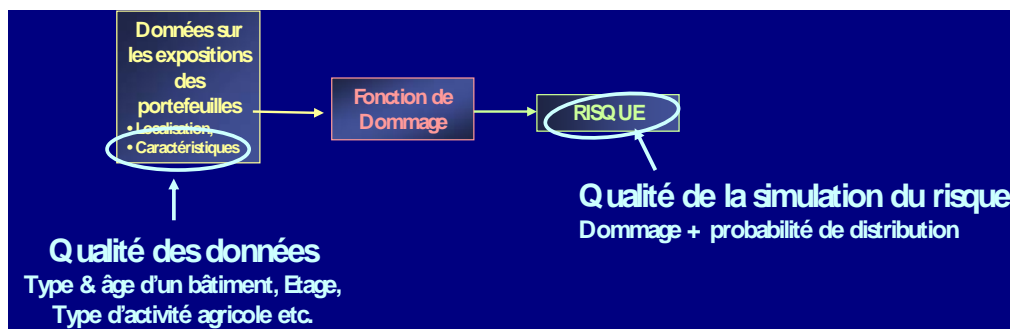 Données sur
les expositions
des
portefeuilles
• Localisation,
• Caractéristiques
Fonction de
Dommage
RISQUE
Qualité de la simulation du risque
Dommage + probabilité de distribution
Qualité des données
Type & âge d'un bâtiment, Etage,
Type d'activité agricole etc.